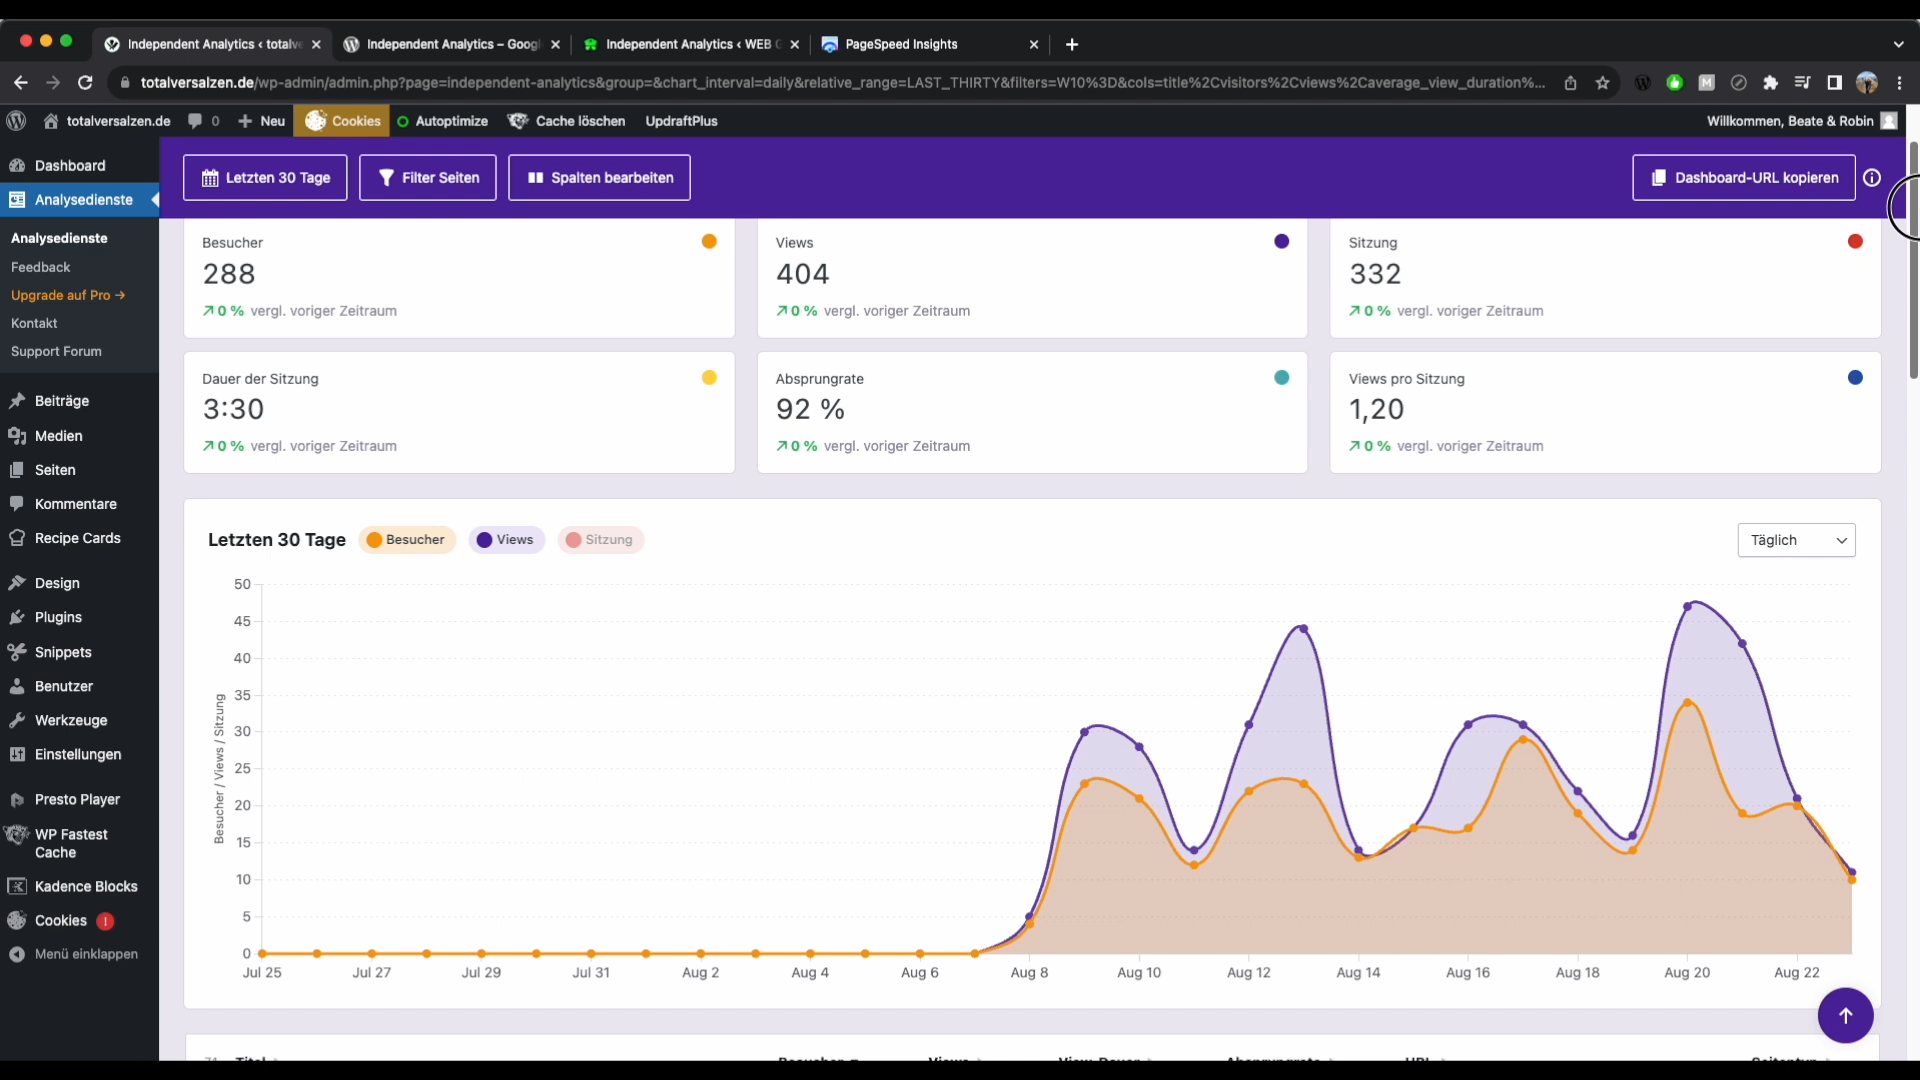 Independent Analytics ‹ totalve
Independent Analytics – Googl
Independent Analytics ‹ WEB G
PageSpeed Insights
totalversalzen.de/wp-admin/admin.php?page=independent-analytics&group=&chart_interval=daily&relative_range=LAST_THIRTY&filters=W10%3D&cols=title%2Cvisitors%2Cviews%2Caverage_view_duration%...
totalversalzen.de
0
Neu
Cookies
Autoptimize
Cache löschen
UpdraftPlus
Willkommen, Beate & Robin
Dashboard
Analysedienste
Analysedienste
Feedback
Upgrade auf Pro →
Kontakt
Support Forum
Beiträge
Medien
Seiten
Kommentare
Recipe Cards
Design
Plugins
Snippets
Benutzer
Werkzeuge
Einstellungen
Presto Player
WP Fastest
Cache
Kadence Blocks
Cookies !
Menü einklappen
Letzten 30 Tage
Filter Seiten
Spalten bearbeiten
Dashboard-URL kopieren
Besucher
288
0 % vergl. voriger Zeitraum
Views
404
0 % vergl. voriger Zeitraum
Sitzung
332
0 % vergl. voriger Zeitraum
Dauer der Sitzung
3:30
0 % vergl. voriger Zeitraum
Absprungrate
92 %
0 % vergl. voriger Zeitraum
Views pro Sitzung
1,20
0 % vergl. voriger Zeitraum
Letzten 30 Tage
Besucher
Views
Sitzung
Täglich
Besucher / Views / Sitzung
50
45
40
35
30
25
20
15
10
5
0
Jul 25
Jul 27
Jul 29
Jul 31
Aug 2
Aug 4
Aug 6
Aug 8
Aug 10
Aug 12
Aug 14
Aug 16
Aug 18
Aug 20
Aug 22
Titel
Besucher
Views
View-Dauer
Absprungrate
URL
Seitentyp